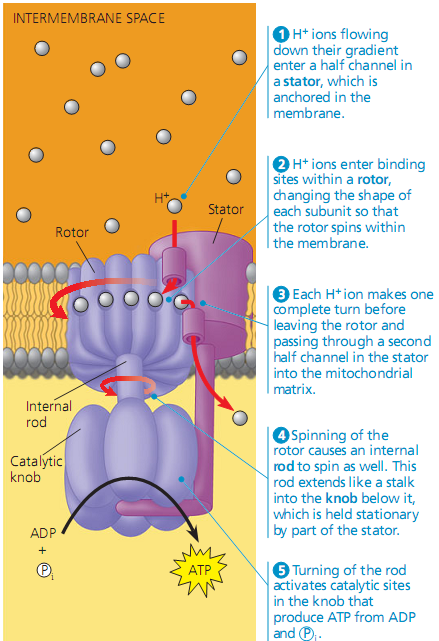 INTERMEMBRANE SPACE
H+
Stator
Rotor
Internal
rod
Catalytic
knob
ADP
+
Pi
ATP
1 H+ ions flowing
down their gradient
enter a half channel in
a stator, which is
anchored in the
membrane.
2 H+ ions enter binding
sites within a rotor,
changing the shape of
each subunit so that
the rotor spins within
the membrane.
3 Each H+ ion makes one
complete turn before
leaving the rotor and
passing through a second
half channel in the stator
into the mitochondrial
matrix.
4 Spinning of the
rotor causes an internal
rod to spin as well. This
rod extends like a stalk
into the knob below it,
which is held stationary
by part of the stator.
5 Turning of the rod
activates catalytic sites
in the knob that
produce ATP from ADP
and Pi.